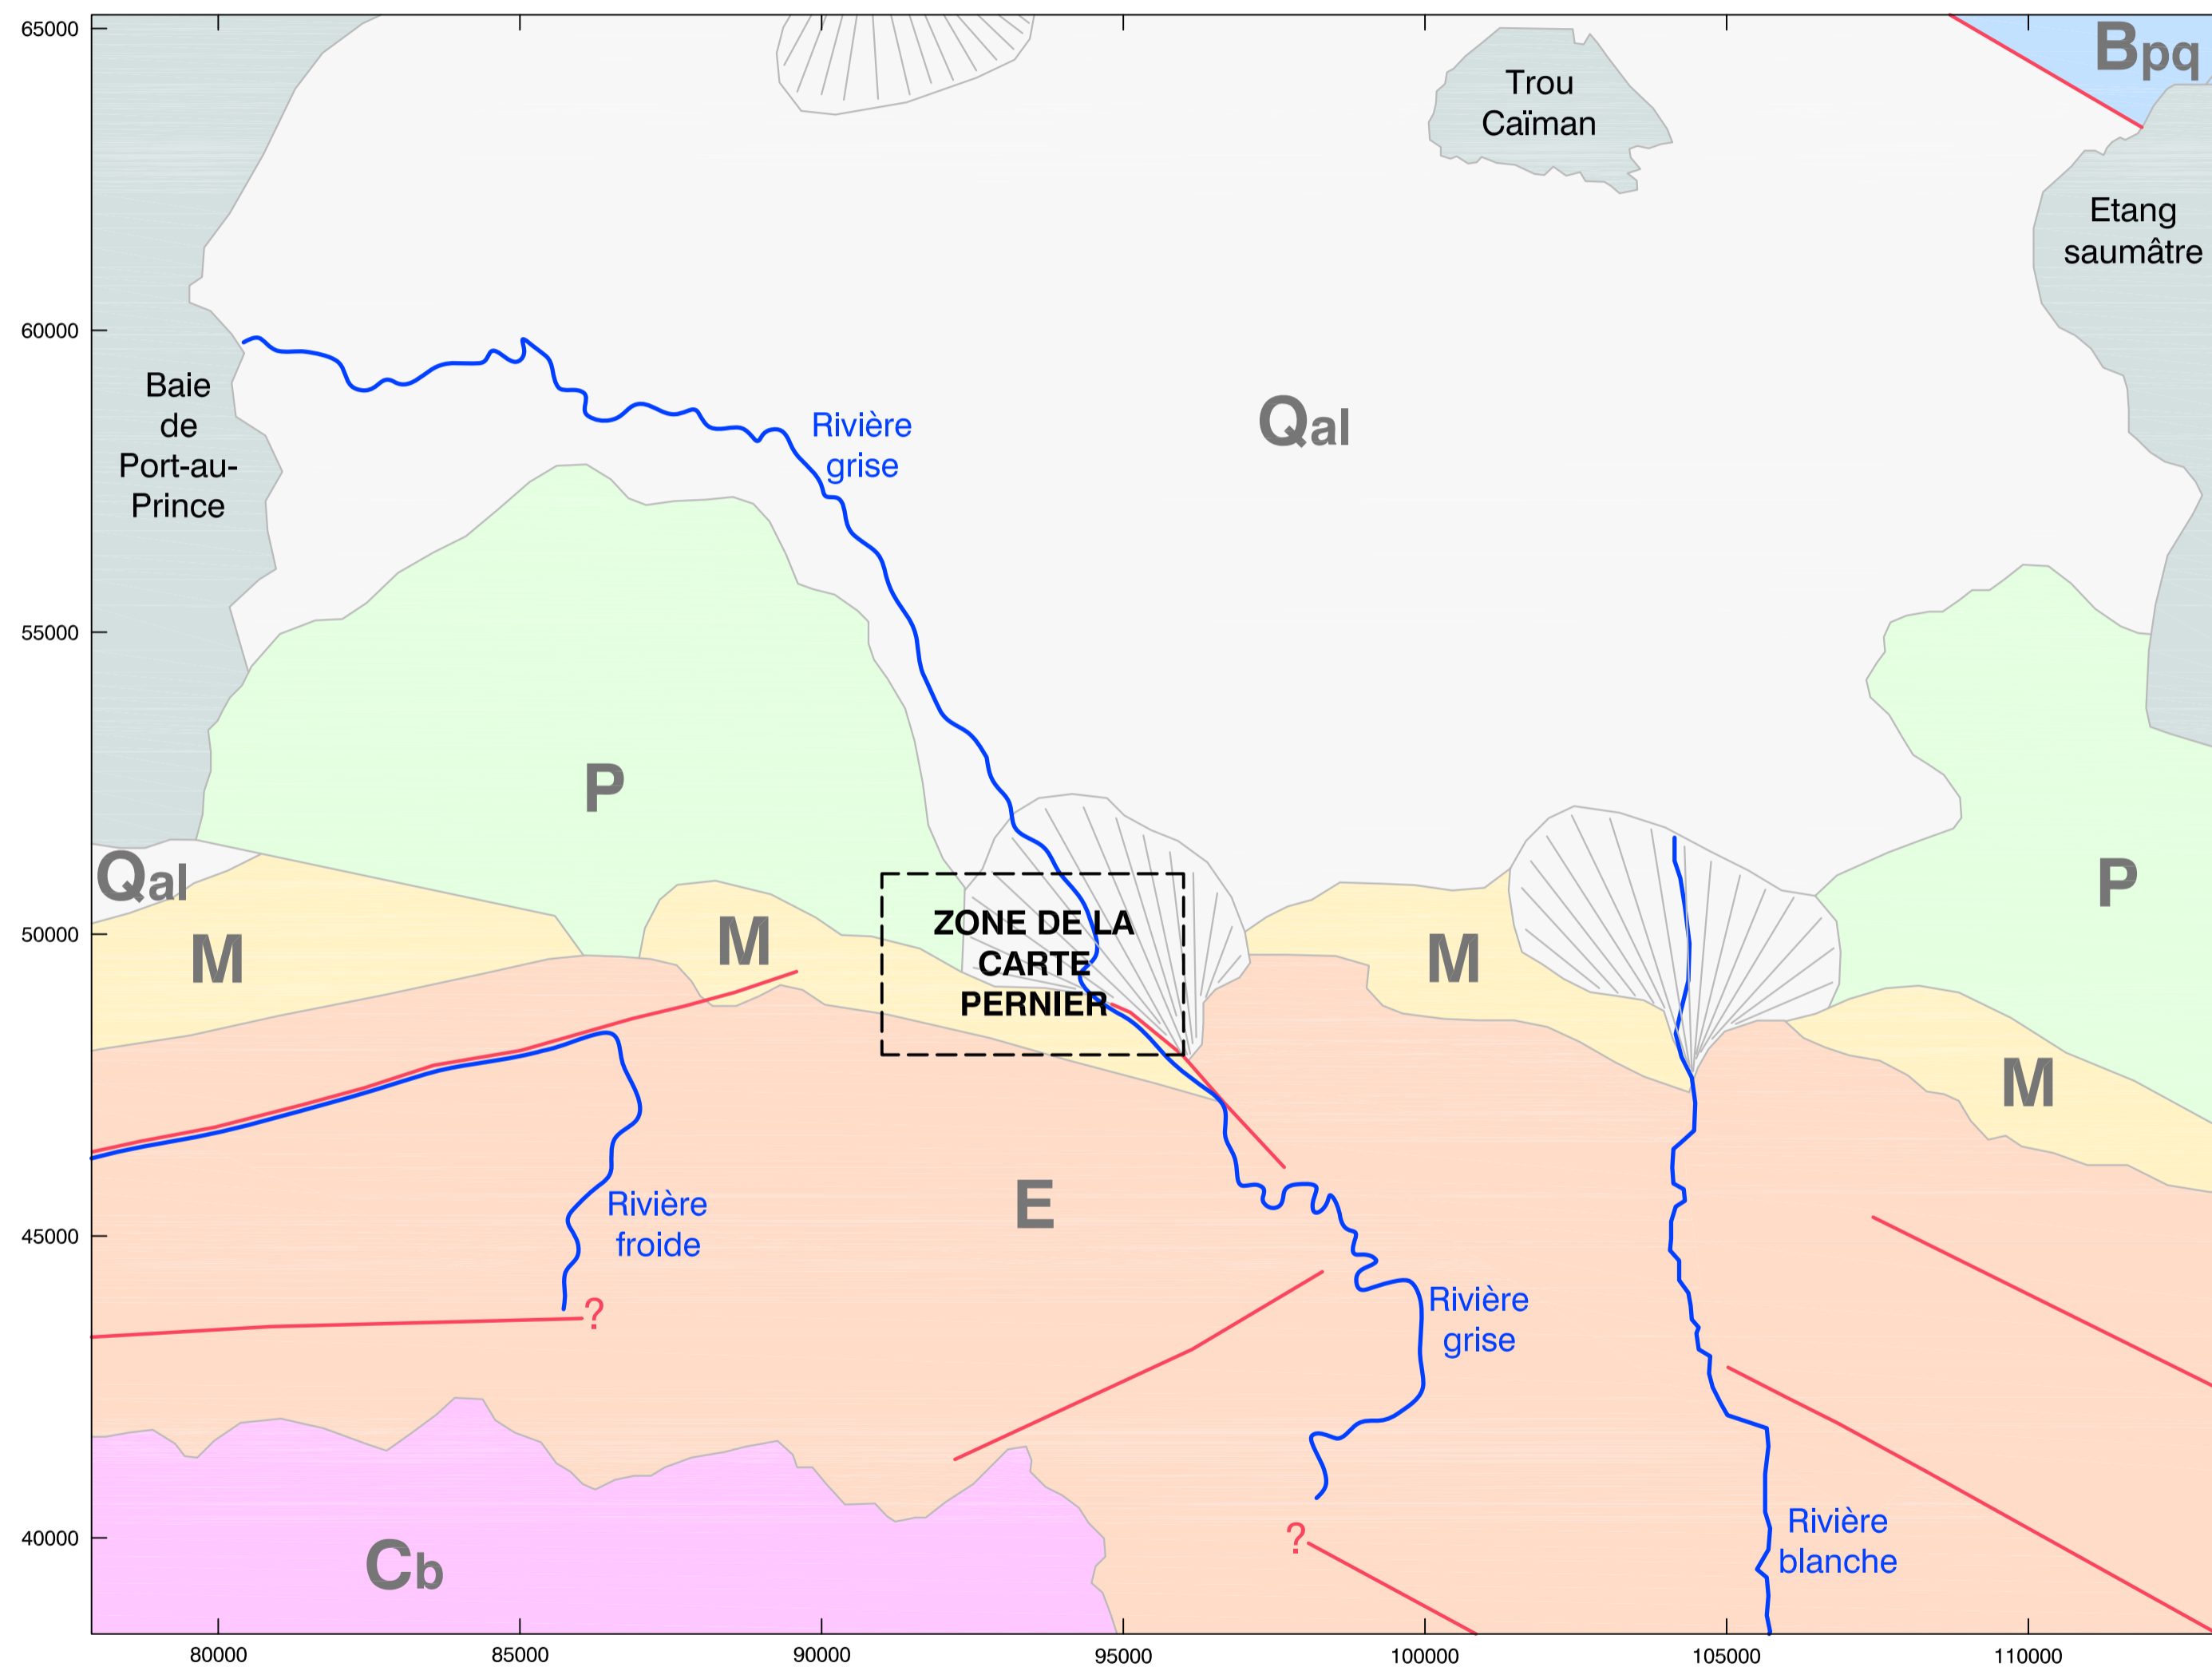 65000
60000
55000
50000
45000
40000
80000
85000
90000
95000
100000
105000
110000
Bpq
Trou
Caïman
Etang
saumâtre
Baie
de
Port-au-
Prince
Rivière
grise
Qal
P
Qal
M
M
ZONE DE LA
CARTE
PERNIER
M
P
M
E
Rivière
froide
?
Rivière
grise
?
Rivière
blanche
Cb